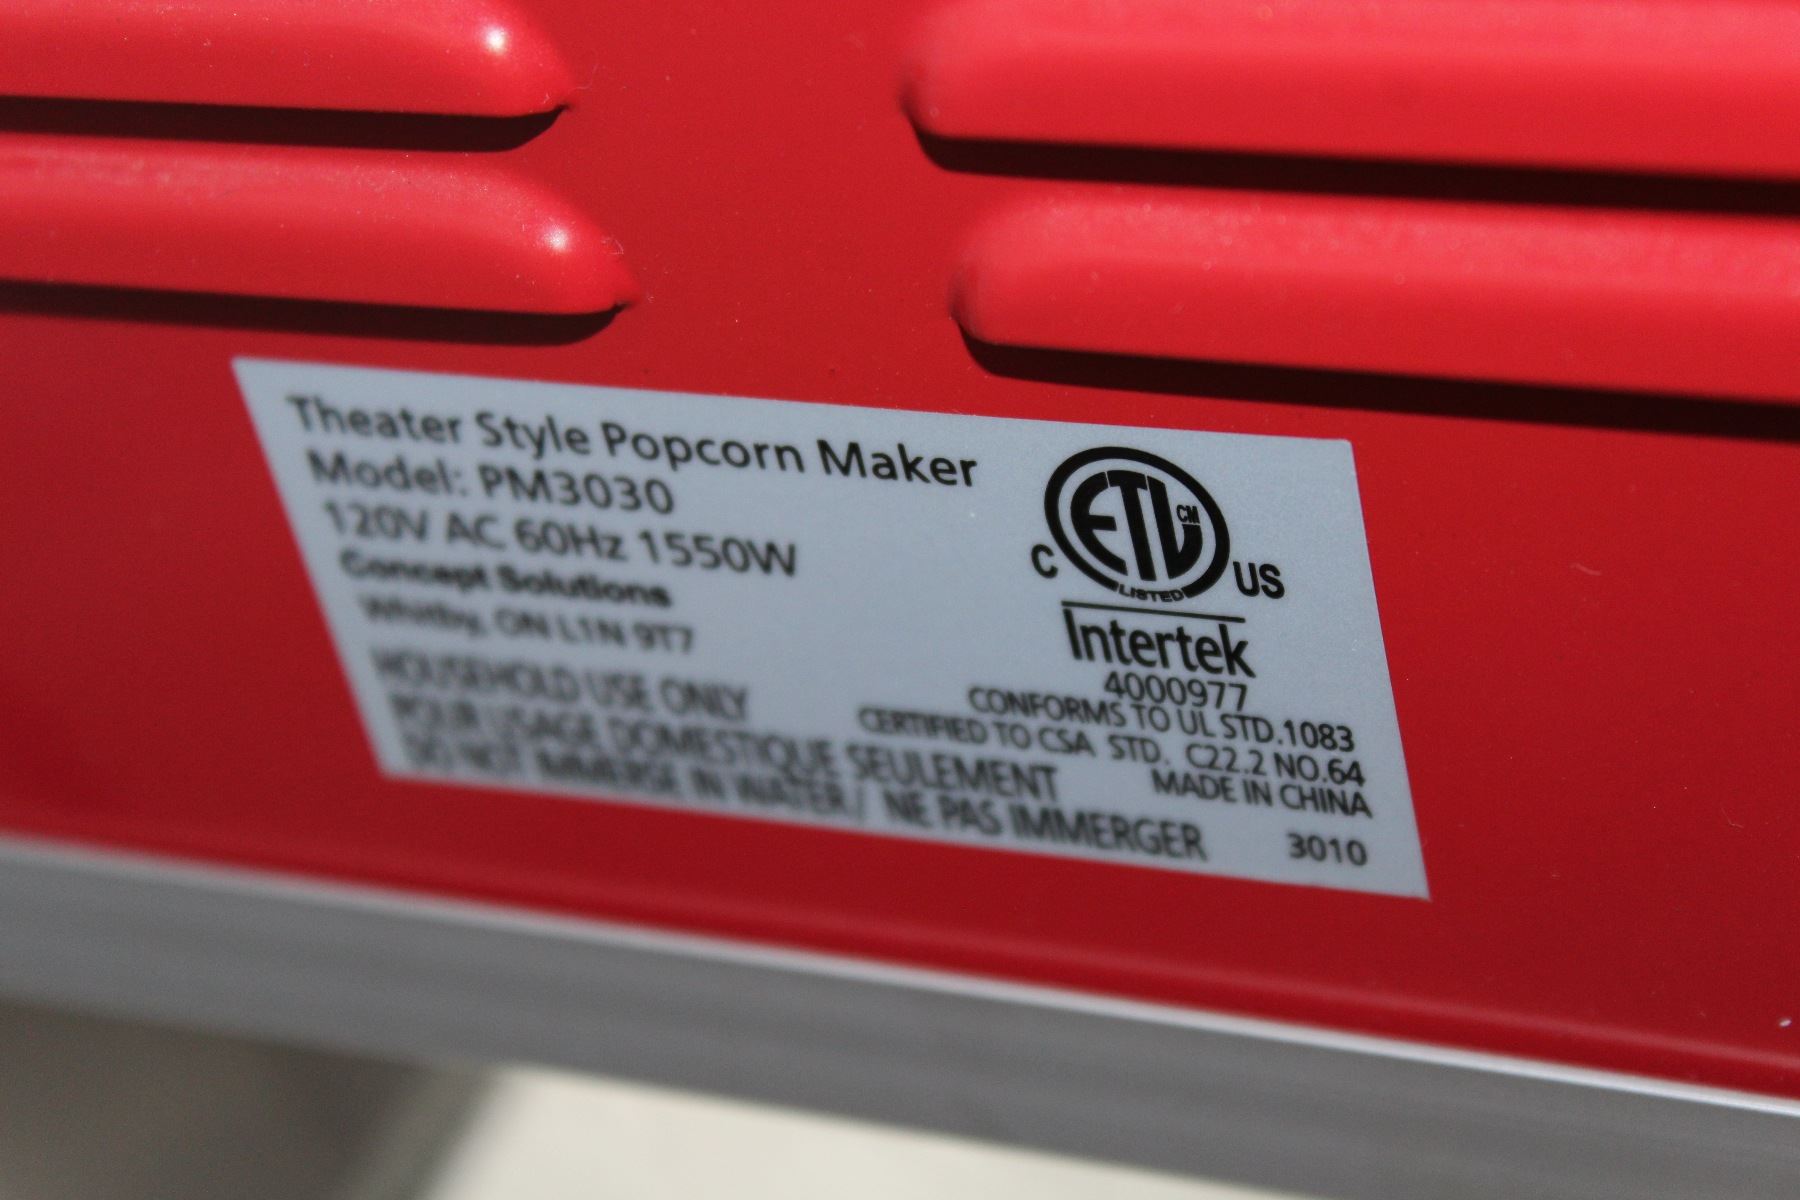 Theater Style Popcorn Maker
Model: PM3030
120V AC 60Hz 1550W
Concept Solutions
Whitby, ON L1N 9T7
HOUSEHOLD USE ONLY
POUR USAGE DOMESTIQUE SEULEMENT
DO NOT IMMERSE IN WATER / NE PAS IMMERGER
ETL CM
C US
LISTED
Intertek
4000977
CONFORMS TO UL STD.1083
CERTIFIED TO CSA STD. C22.2 NO.64
MADE IN CHINA
3010